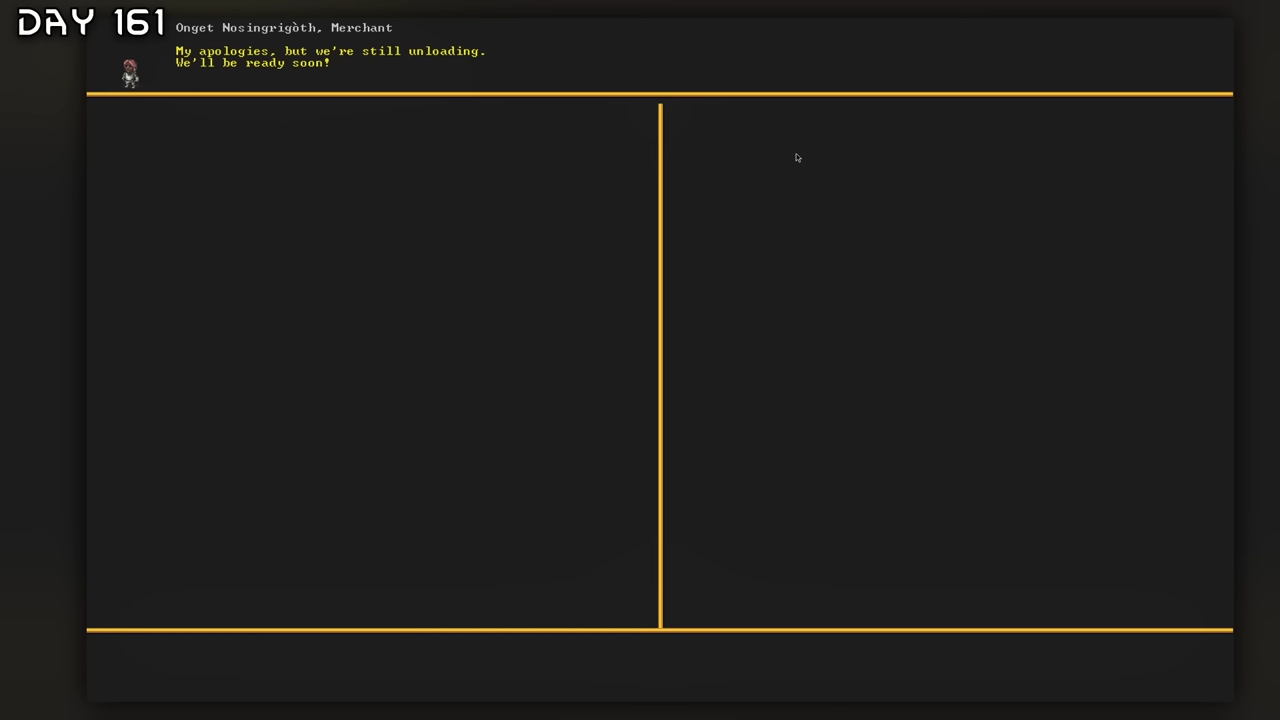 DAY 161
Onget Nosingrigòth, Merchant
My apologies, but we're still unloading.
We'll be ready soon!